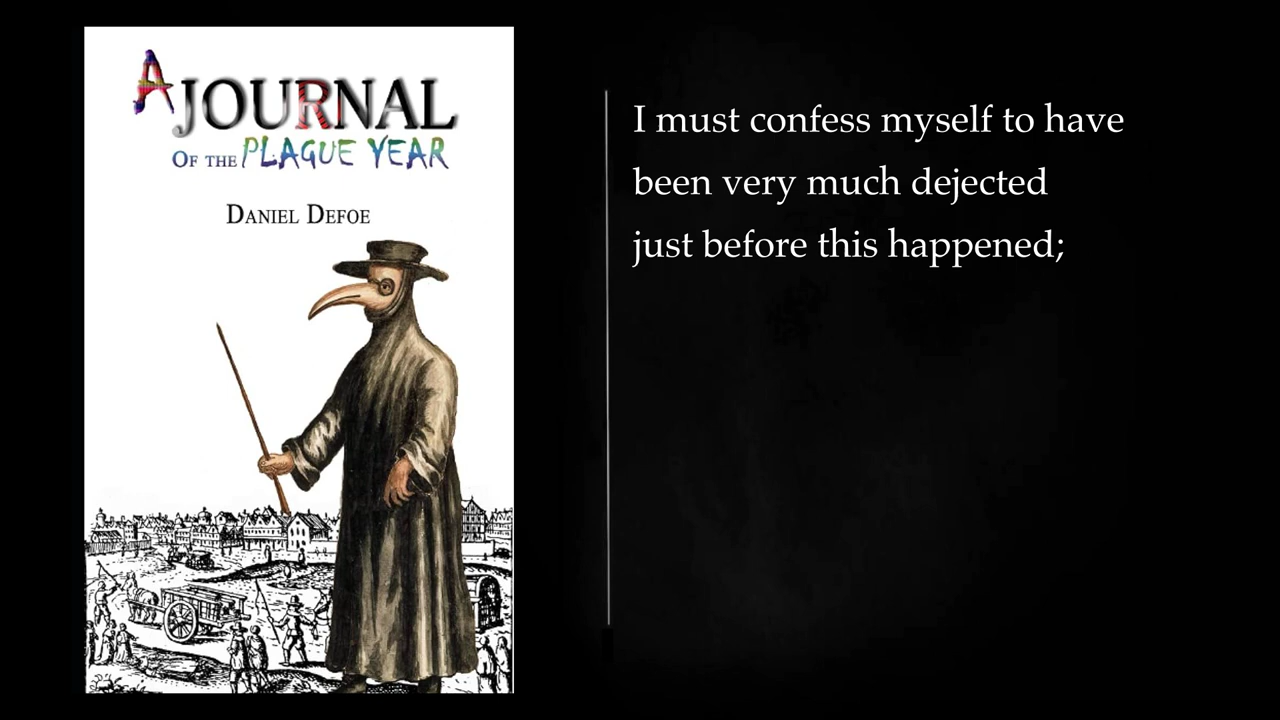 A JOURNAL
OF THE PLAGUE YEAR
DANIEL DEFOE
I must confess myself to have
been very much dejected
just before this happened;